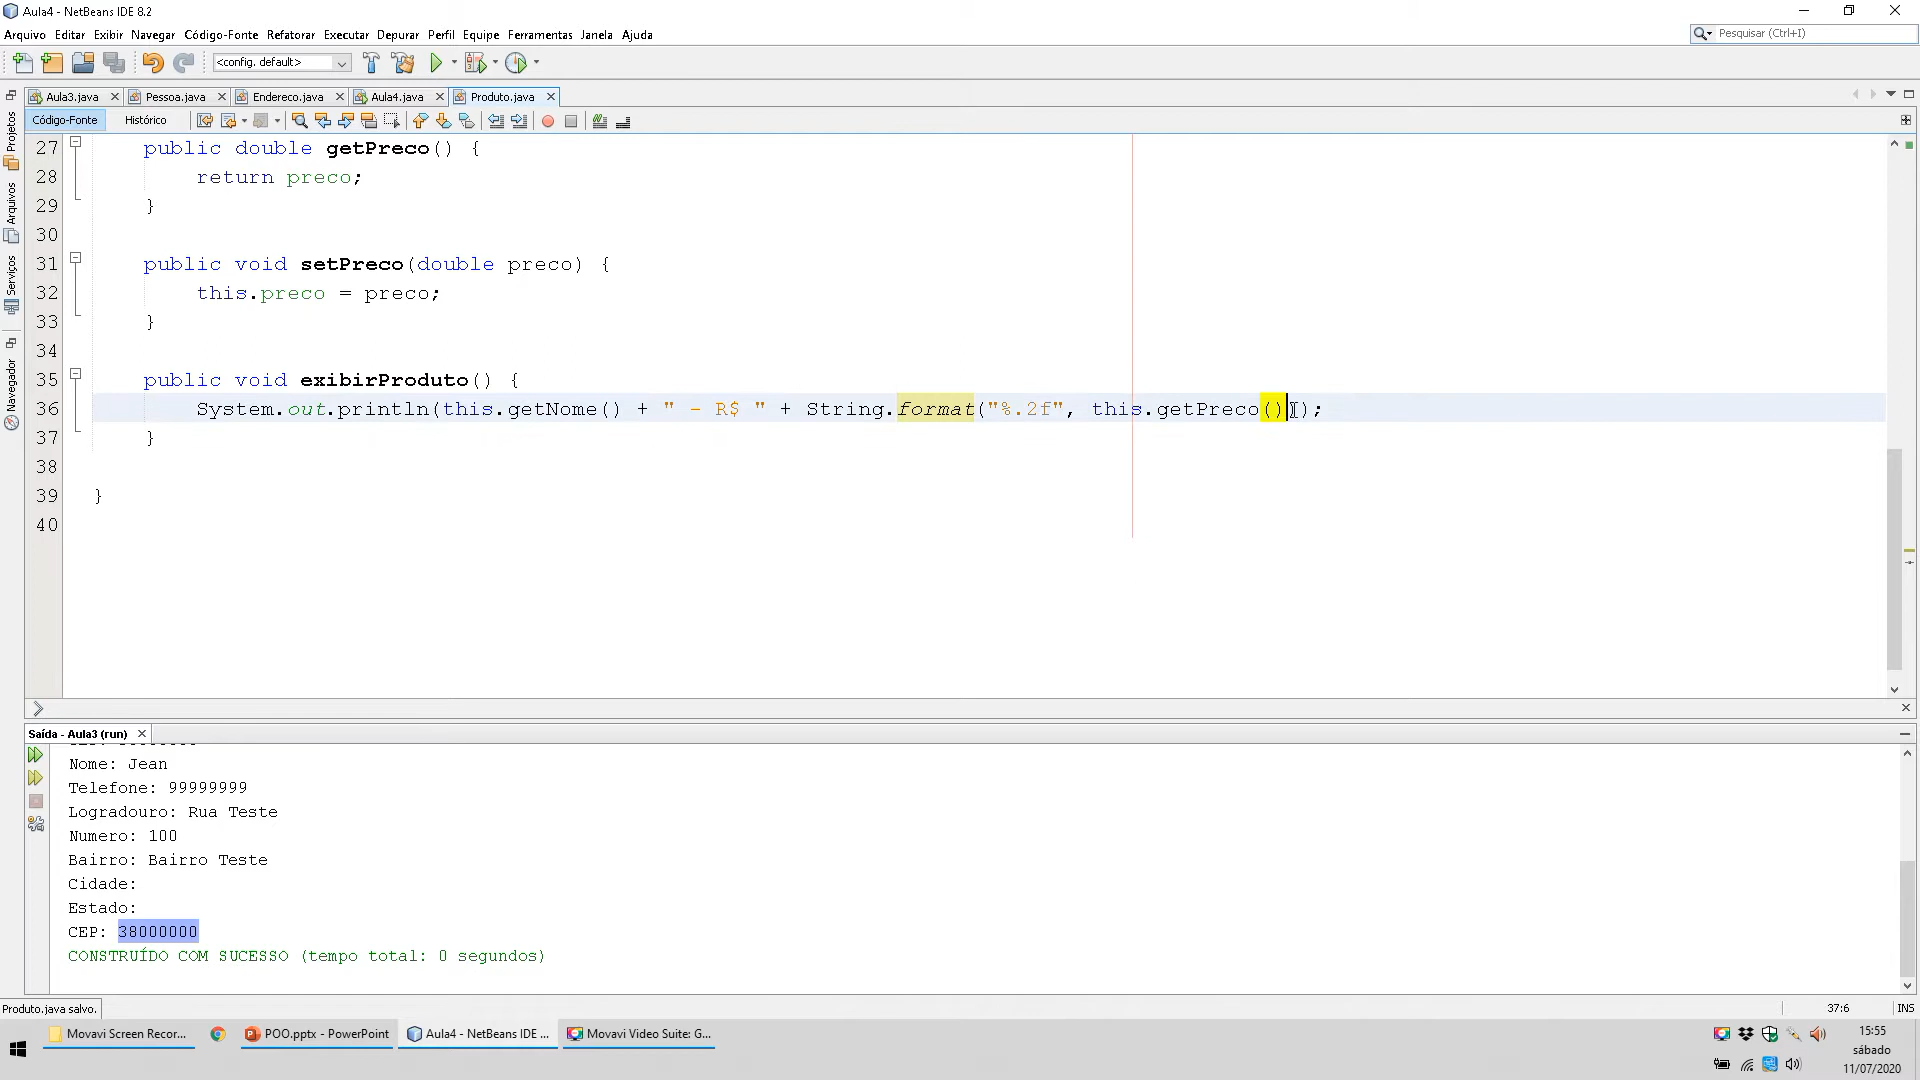 Aula4 - NetBeans IDE 8.2
Arquivo Editar Exibir Navegar Código-Fonte Refatorar Executar Depurar Perfil Equipe Ferramentas Janela Ajuda
Pesquisar (Ctrl+I)
<config. default>
Aula3.java Pessoa.java Endereco.java Aula4.java Produto.java
Código-Fonte Histórico
Projetos
Arquivos
Serviços
Navegador
27 public double getPreco() {
28 return preco;
29 }
30
31 public void setPreco(double preco) {
32 this.preco = preco;
33 }
34
35 public void exibirProduto() {
36 System.out.println(this.getNome() + " - R$ " + String.format("%.2f", this.getPreco()));
37 }
38
39 }
40
Saída - Aula3 (run)
Nome: Jean
Telefone: 99999999
Logradouro: Rua Teste
Numero: 100
Bairro: Bairro Teste
Cidade:
Estado:
CEP: 38000000
CONSTRUÍDO COM SUCESSO (tempo total: 0 segundos)
Produto.java salvo.
37:6 INS
Movavi Screen Recor...
POO.pptx - PowerPoint
Aula4 - NetBeans IDE ...
Movavi Video Suite: G...
15:55
sábado
11/07/2020